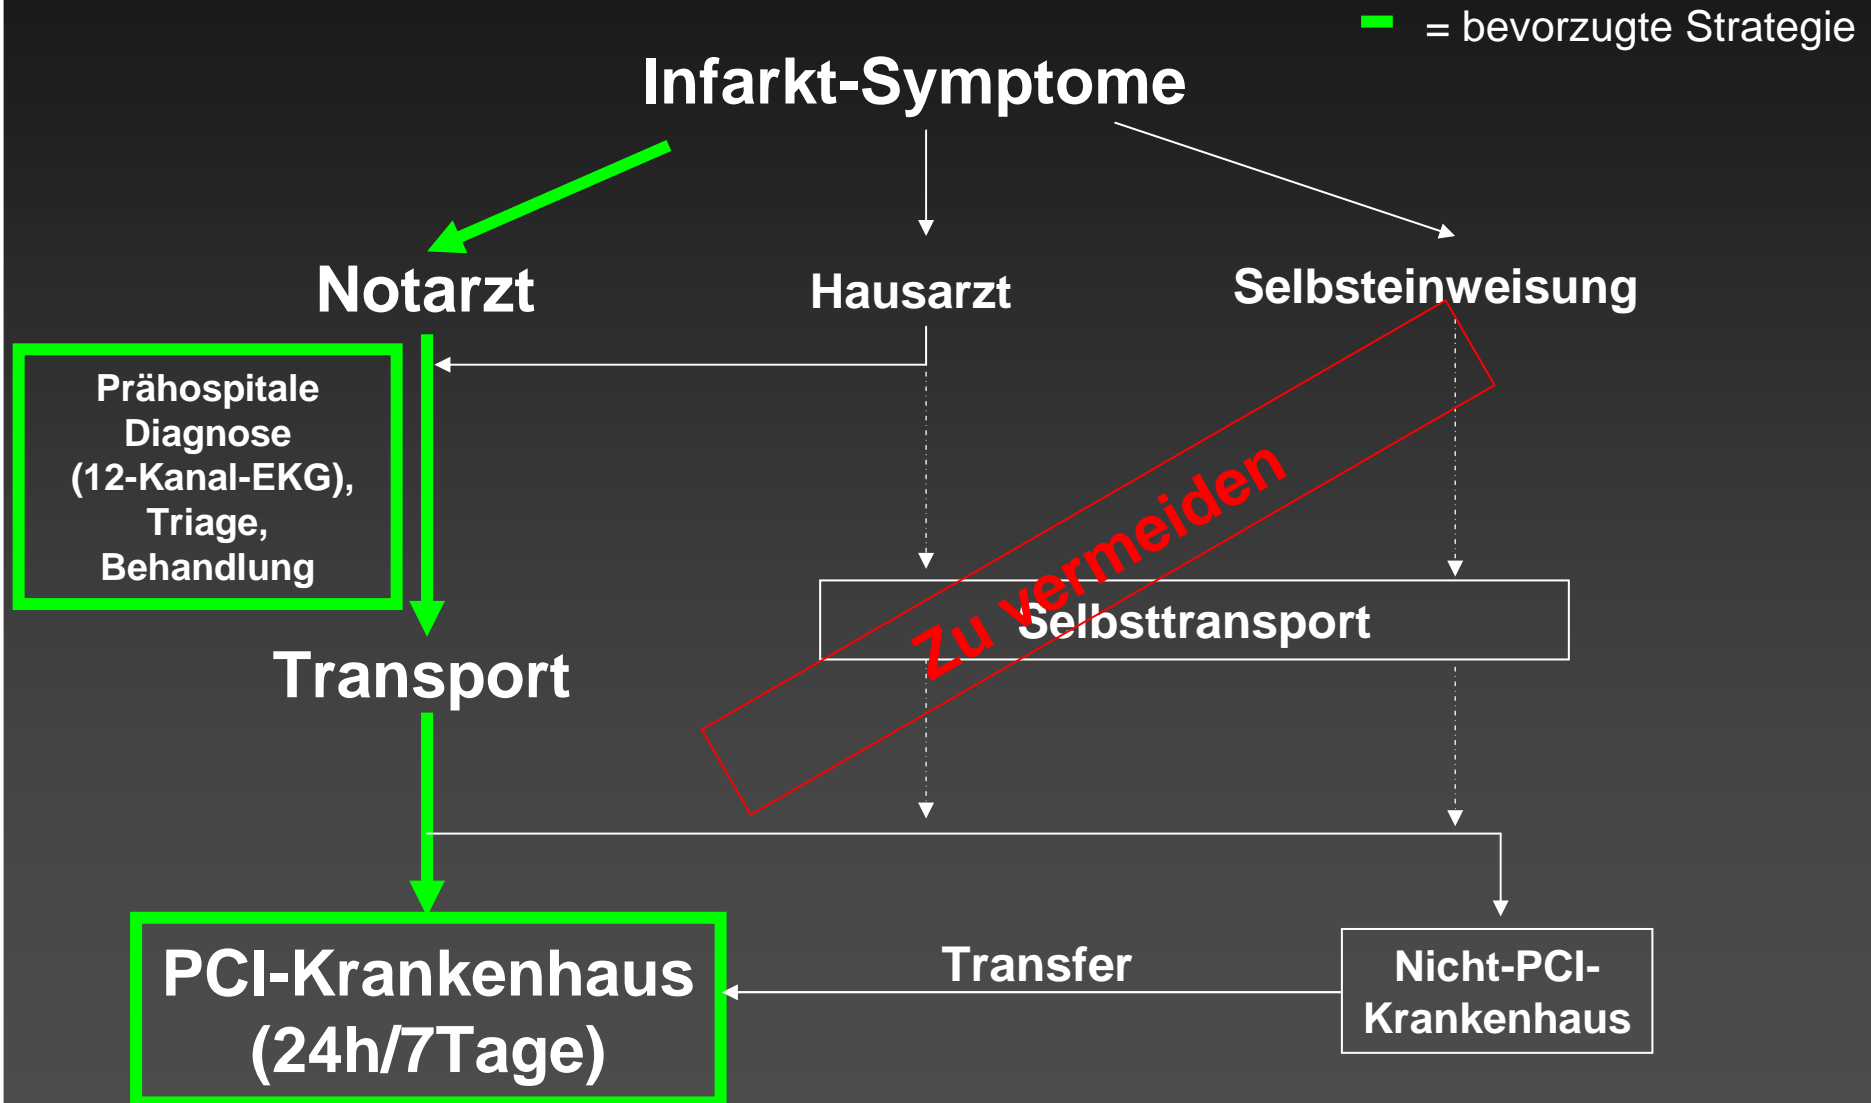 = bevorzugte Strategie
Infarkt-Symptome
Notarzt
Hausarzt
Selbsteinweisung
Prähospitale
Diagnose
(12-Kanal-EKG),
Triage,
Behandlung
Zu vermeiden
Selbsttransport
Transport
PCI-Krankenhaus
(24h/7Tage)
Transfer
Nicht-PCI-
Krankenhaus